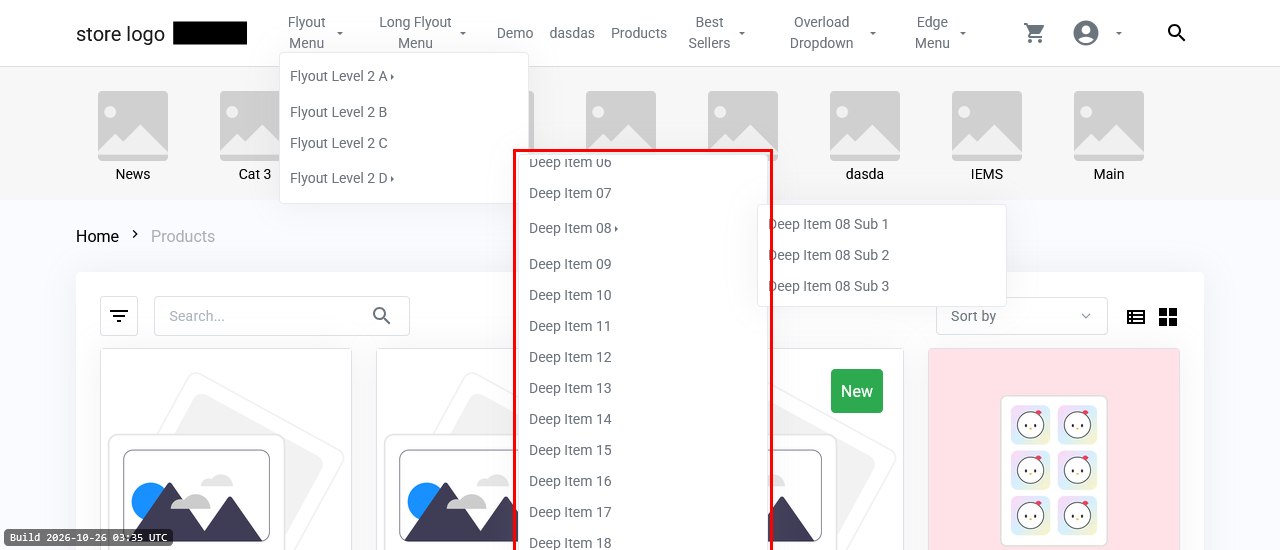 store logo
Flyout Menu
Long Flyout Menu
Demo
dasdas
Products
Best Sellers
Overload Dropdown
Edge Menu
Flyout Level 2 A
Flyout Level 2 B
Flyout Level 2 C
Flyout Level 2 D
News
Cat 3
dasda
IEMS
Main
Deep Item 06
Deep Item 07
Deep Item 08
Deep Item 09
Deep Item 10
Deep Item 11
Deep Item 12
Deep Item 13
Deep Item 14
Deep Item 15
Deep Item 16
Deep Item 17
Deep Item 18
Deep Item 08 Sub 1
Deep Item 08 Sub 2
Deep Item 08 Sub 3
Home
Products
Search...
Sort by
New
Build 2026-10-26 03:35 UTC